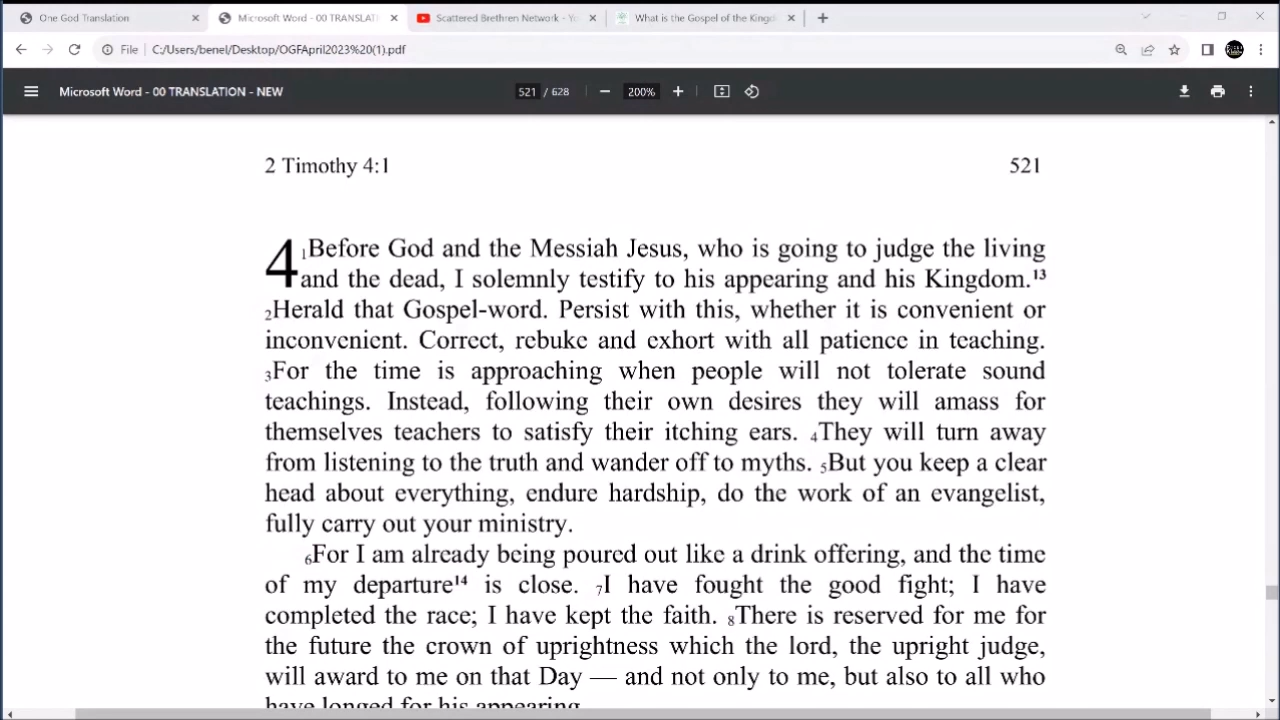 One God Translation
Microsoft Word - 00 TRANSLATI
Scattered Brethren Network - Yo
What is the Gospel of the Kingdo
File
C:/Users/benel/Desktop/OGFApril2023%20(1).pdf
Microsoft Word - 00 TRANSLATION - NEW
521 / 628
200%
2 Timothy 4:1 521
4 1Before God and the Messiah Jesus, who is going to judge the living
and the dead, I solemnly testify to his appearing and his Kingdom.13
2Herald that Gospel-word. Persist with this, whether it is convenient or
inconvenient. Correct, rebuke and exhort with all patience in teaching.
3For the time is approaching when people will not tolerate sound
teachings. Instead, following their own desires they will amass for
themselves teachers to satisfy their itching ears. 4They will turn away
from listening to the truth and wander off to myths. 5But you keep a clear
head about everything, endure hardship, do the work of an evangelist,
fully carry out your ministry.
6For I am already being poured out like a drink offering, and the time
of my departure14 is close. 7I have fought the good fight; I have
completed the race; I have kept the faith. 8There is reserved for me for
the future the crown of uprightness which the lord, the upright judge,
will award to me on that Day — and not only to me, but also to all who
have longed for his appearing.